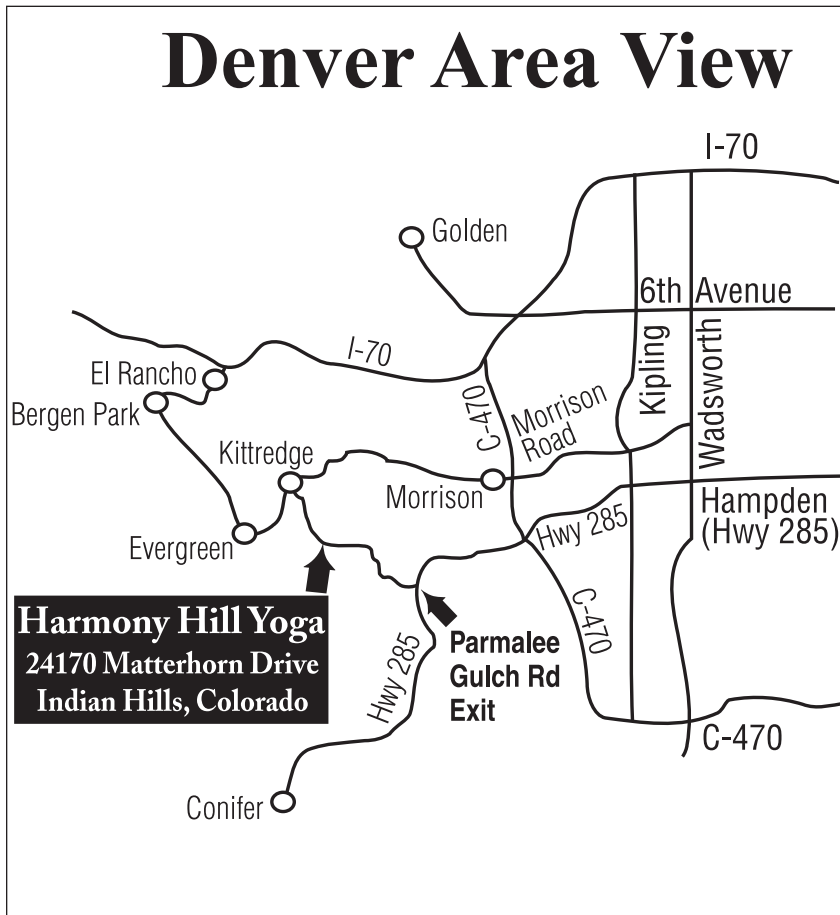 Denver Area View
I-70
Golden
6th Avenue
I-70
El Rancho
Bergen Park
Kipling
Wadsworth
C-470
Morrison
Road
Kittredge
Morrison
Hampden
(Hwy 285)
Hwy 285
Evergreen
Harmony Hill Yoga
24170 Matterhorn Drive
Indian Hills, Colorado
Hwy 285
Parmalee
Gulch Rd
Exit
C-470
C-470
Conifer